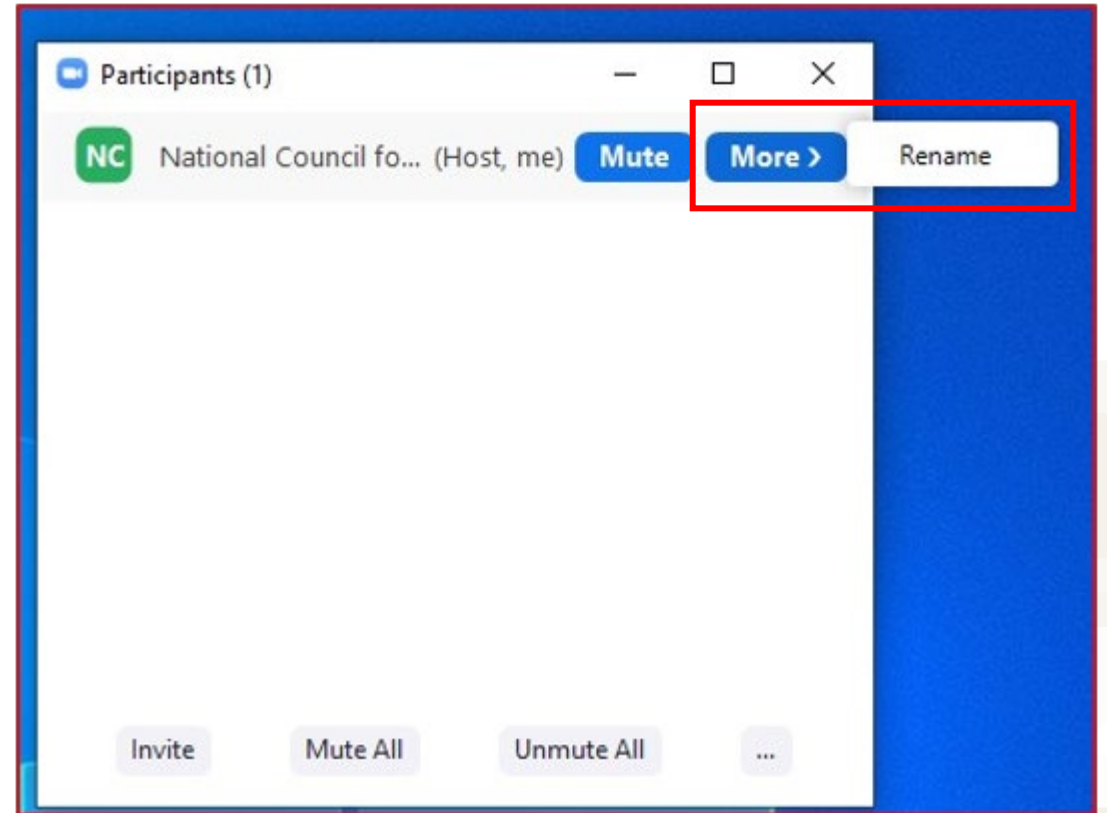 Participants (1)
NC National Council fo... (Host, me) Mute More > Rename
Invite Mute All Unmute All ...